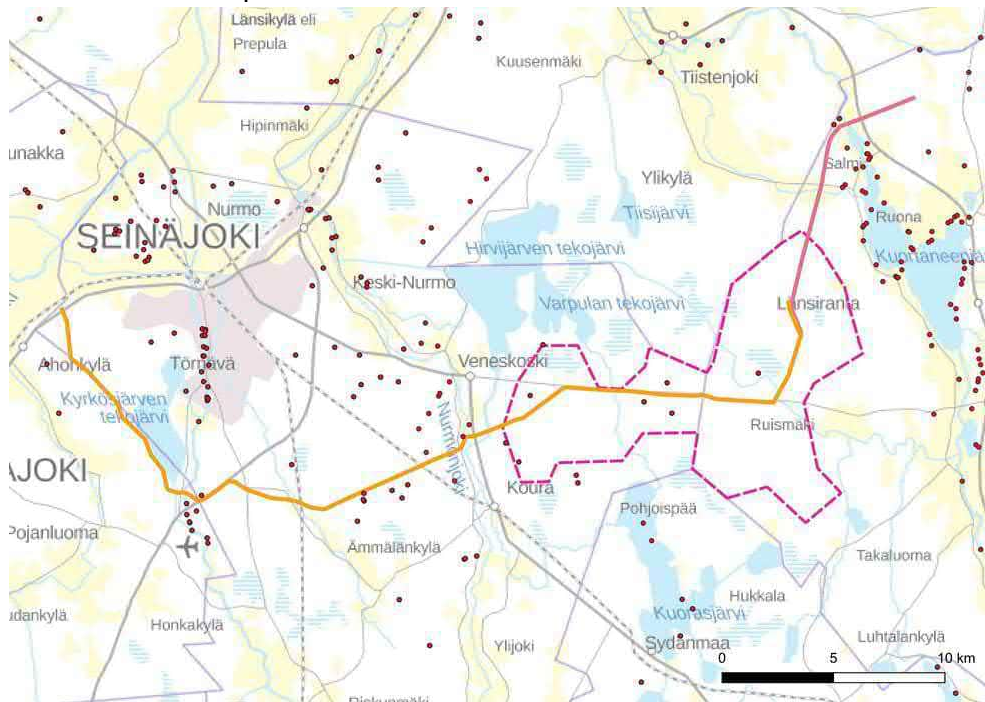 Länsikylä eli
Prepula
Kuusenmäki
Tiistenjoki
Hipinmäki
unakka
Salmi
Ylikylä
Nurmo
Tiisijärvi
Ruona
SEINÄJOKI
Hirvijärven tekojärvi
Keski-Nurmo
Varpulan tekojärvi
Länsiranta
Veneskoski
Ahonkylä
Törnävä
Kyrkösjärven
tekojärvi
Nurmonjoki
Ruismäki
AJOKI
Koura
Pohjoispää
Pojanluoma
Ämmälänkylä
Takaluoma
Hukkala
udankylä
Honkakylä
Kuorasjärvi
Ylijoki
Sydänmaa
Luhtalankylä
0 5 10 km